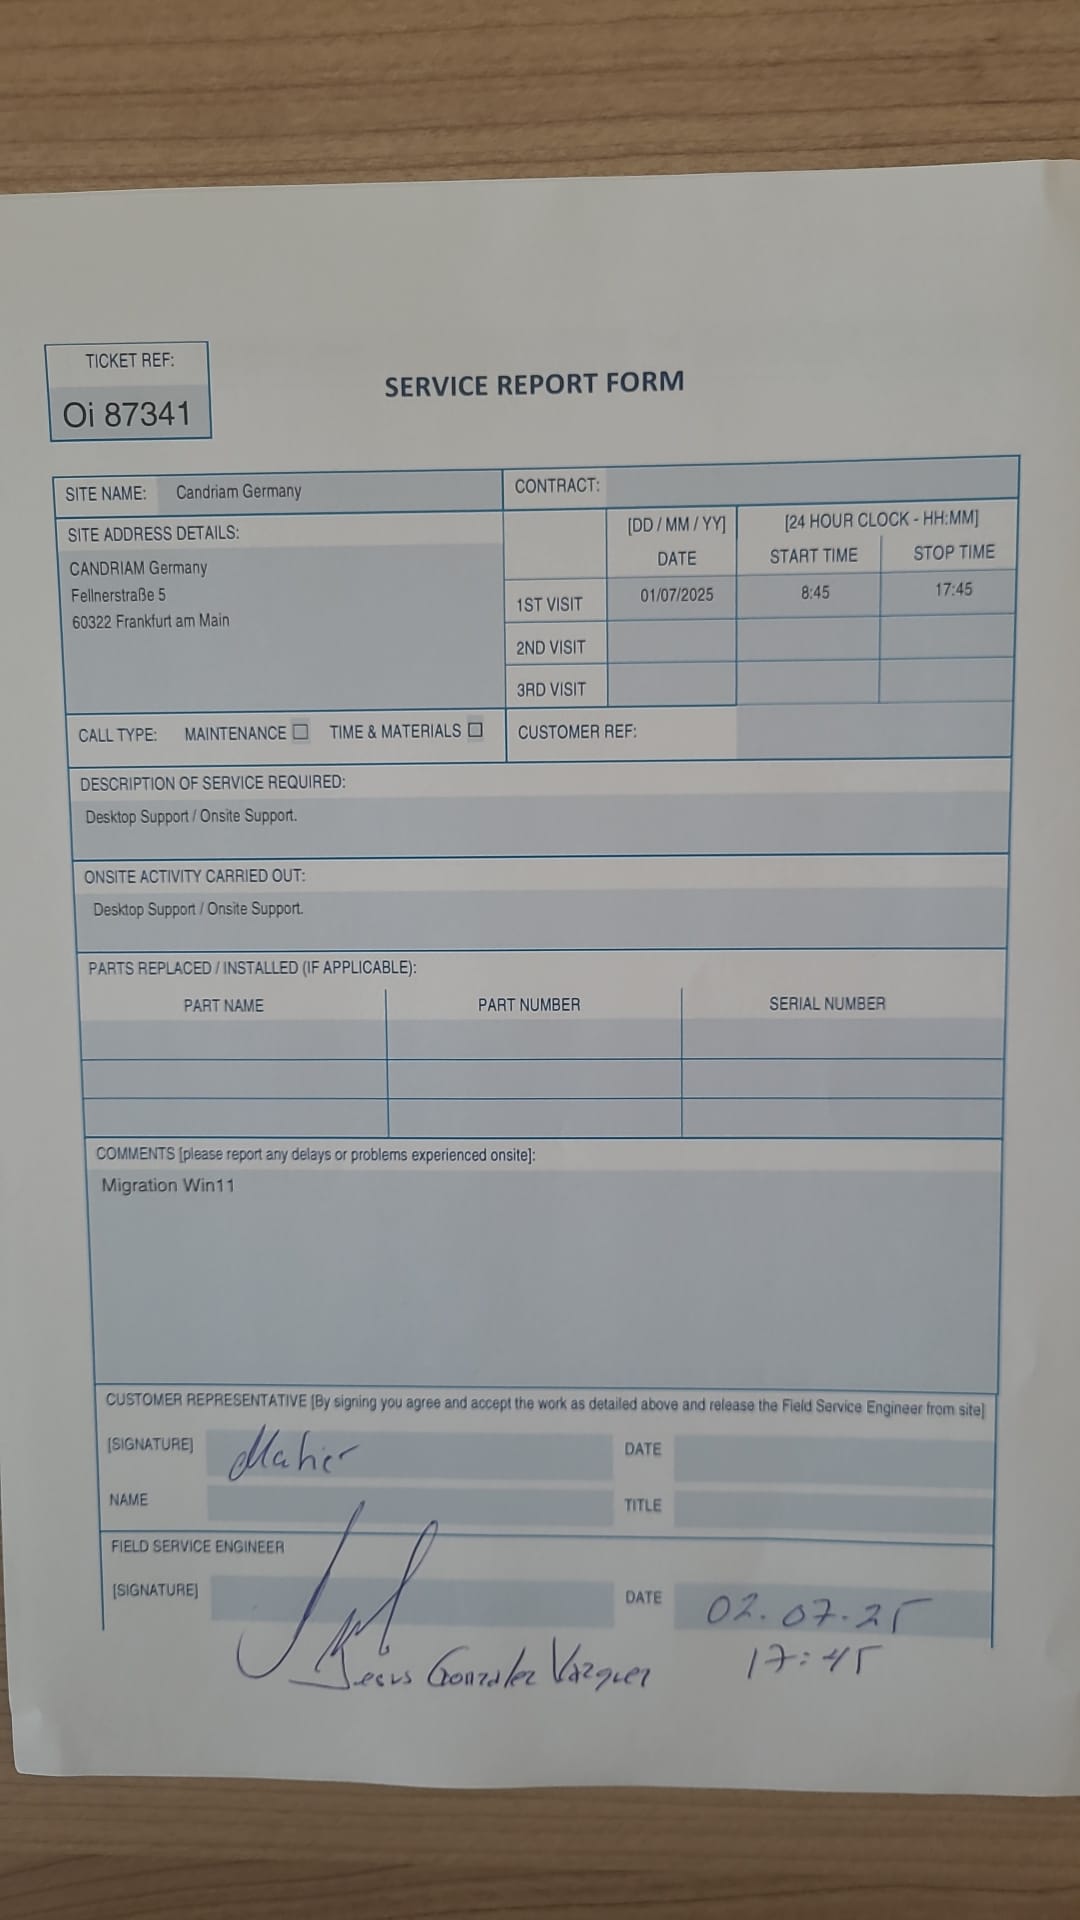 TICKET REF:
Oi 87341
SERVICE REPORT FORM
SITE NAME: Candriam Germany
CONTRACT:
SITE ADDRESS DETAILS:
CANDRIAM Germany
Fellnerstraße 5
60322 Frankfurt am Main
[DD / MM / YY] [24 HOUR CLOCK - HH:MM]
DATE START TIME STOP TIME
1ST VISIT 01/07/2025 8:45 17:45
2ND VISIT
3RD VISIT
CALL TYPE: MAINTENANCE ☐ TIME & MATERIALS ☐
CUSTOMER REF:
DESCRIPTION OF SERVICE REQUIRED:
Desktop Support / Onsite Support.
ONSITE ACTIVITY CARRIED OUT:
Desktop Support / Onsite Support.
PARTS REPLACED / INSTALLED (IF APPLICABLE):
PART NAME PART NUMBER SERIAL NUMBER
COMMENTS [please report any delays or problems experienced onsite]:
Migration Win11
CUSTOMER REPRESENTATIVE [By signing you agree and accept the work as detailed above and release the Field Service Engineer from site]
[SIGNATURE] DATE
NAME TITLE
FIELD SERVICE ENGINEER
[SIGNATURE] DATE 02.07.25
Jesus Gonzalez Vazquez 17:45